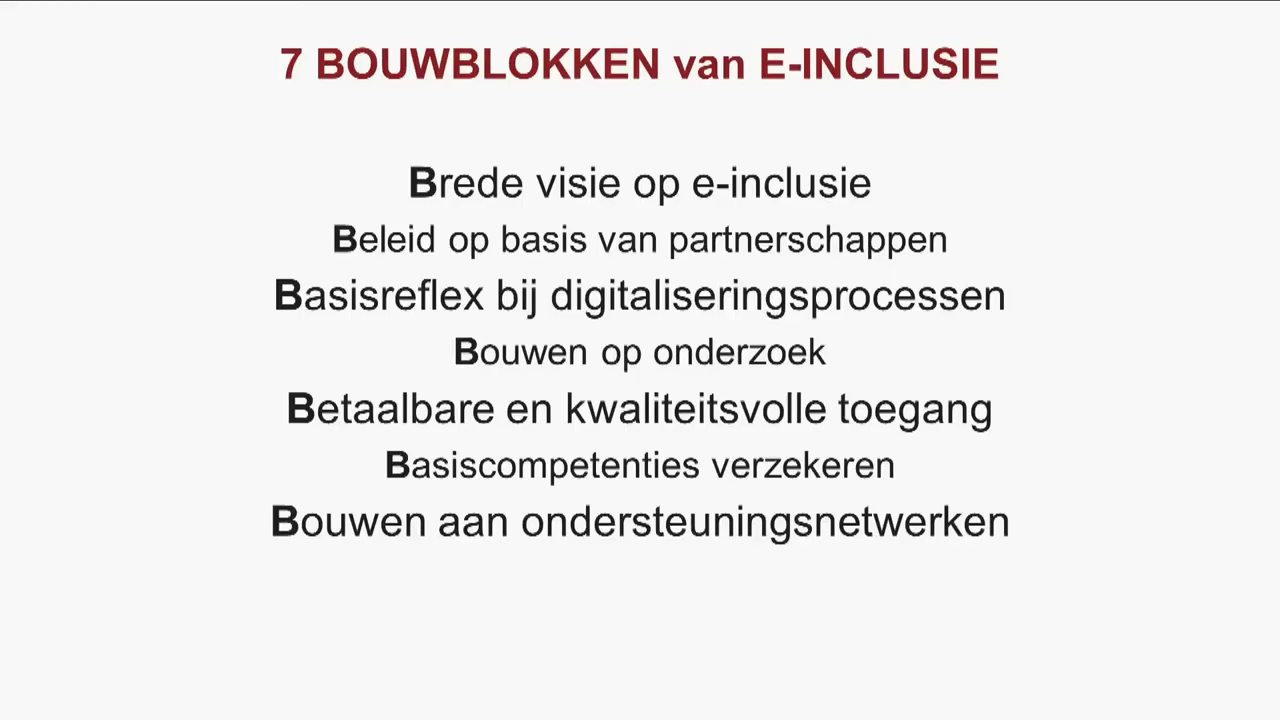 7 BOUWBLOKKEN van E-INCLUSIE
Brede visie op e-inclusie
Beleid op basis van partnerschappen
Basisreflex bij digitaliseringsprocessen
Bouwen op onderzoek
Betaalbare en kwaliteitsvolle toegang
Basiscompetenties verzekeren
Bouwen aan ondersteuningsnetwerken